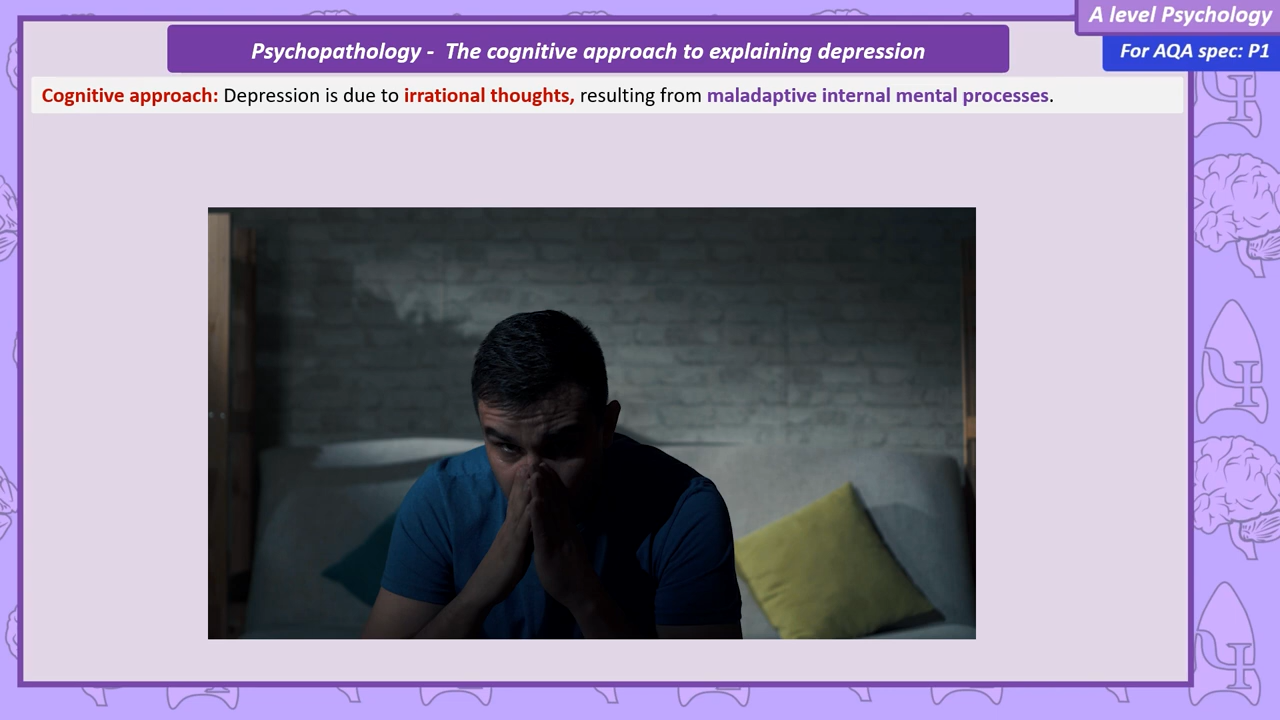 A level Psychology
Psychopathology - The cognitive approach to explaining depression
For AQA spec: P1
Cognitive approach: Depression is due to irrational thoughts, resulting from maladaptive internal mental processes.